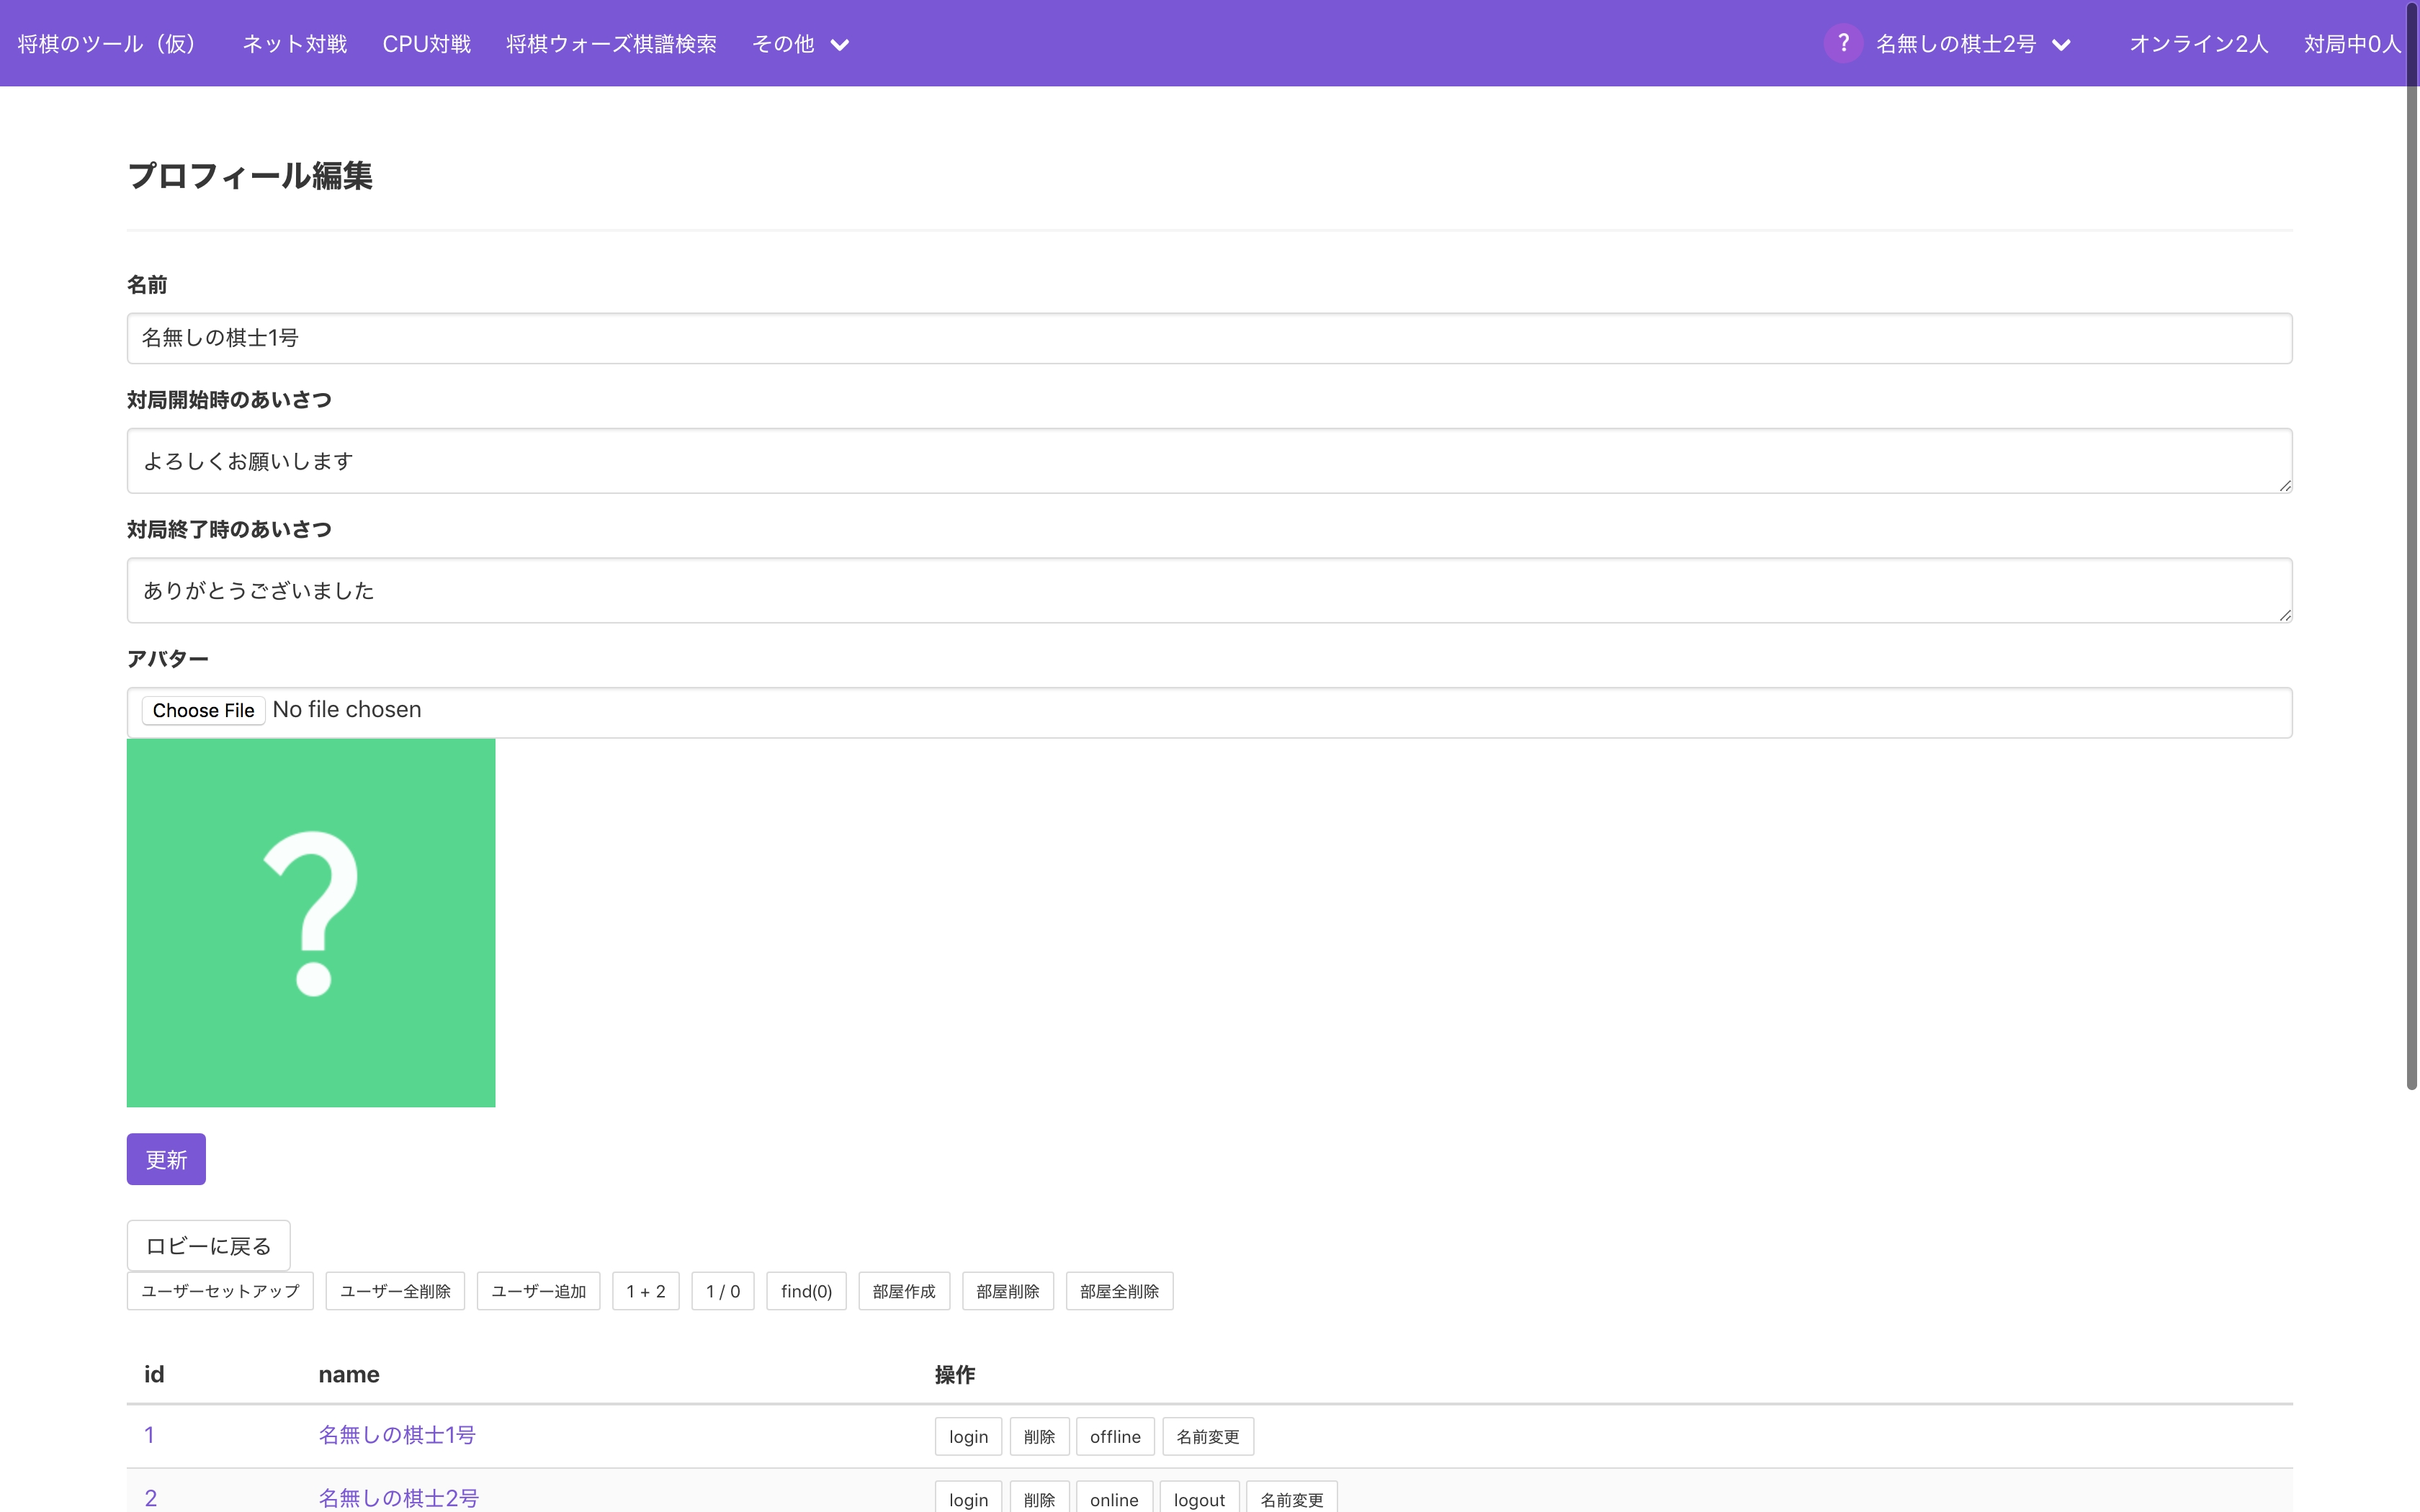 将棋のツール（仮） ネット対戦 CPU対戦 将棋ウォーズ棋譜検索 その他 ? 名無しの棋士2号 オンライン2人 対局中0人
プロフィール編集
名前
名無しの棋士1号
対局開始時のあいさつ
よろしくお願いします
対局終了時のあいさつ
ありがとうございました
アバター
Choose File No file chosen
?
更新
ロビーに戻る
ユーザーセットアップ ユーザー全削除 ユーザー追加 1 + 2 1 / 0 find(0) 部屋作成 部屋削除 部屋全削除
id name 操作
1 名無しの棋士1号 login 削除 offline 名前変更
2 名無しの棋士2号 login 削除 online logout 名前変更